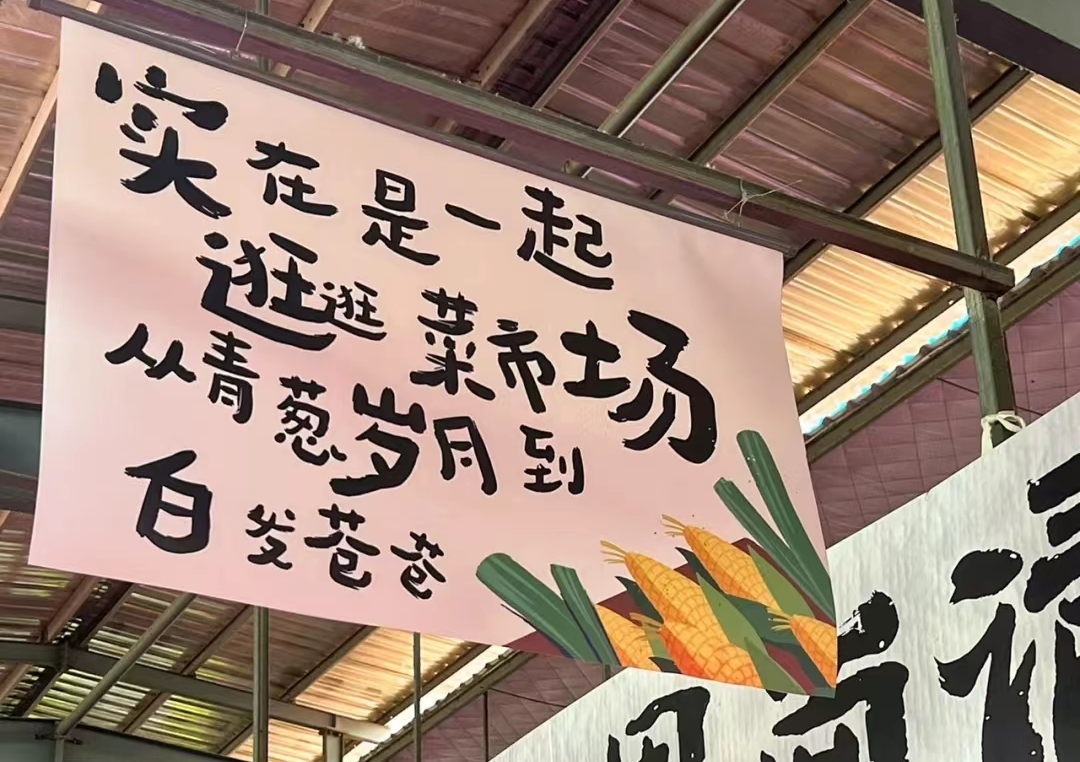 实在是一起
逛逛菜市场
从青葱岁月到
白发苍苍